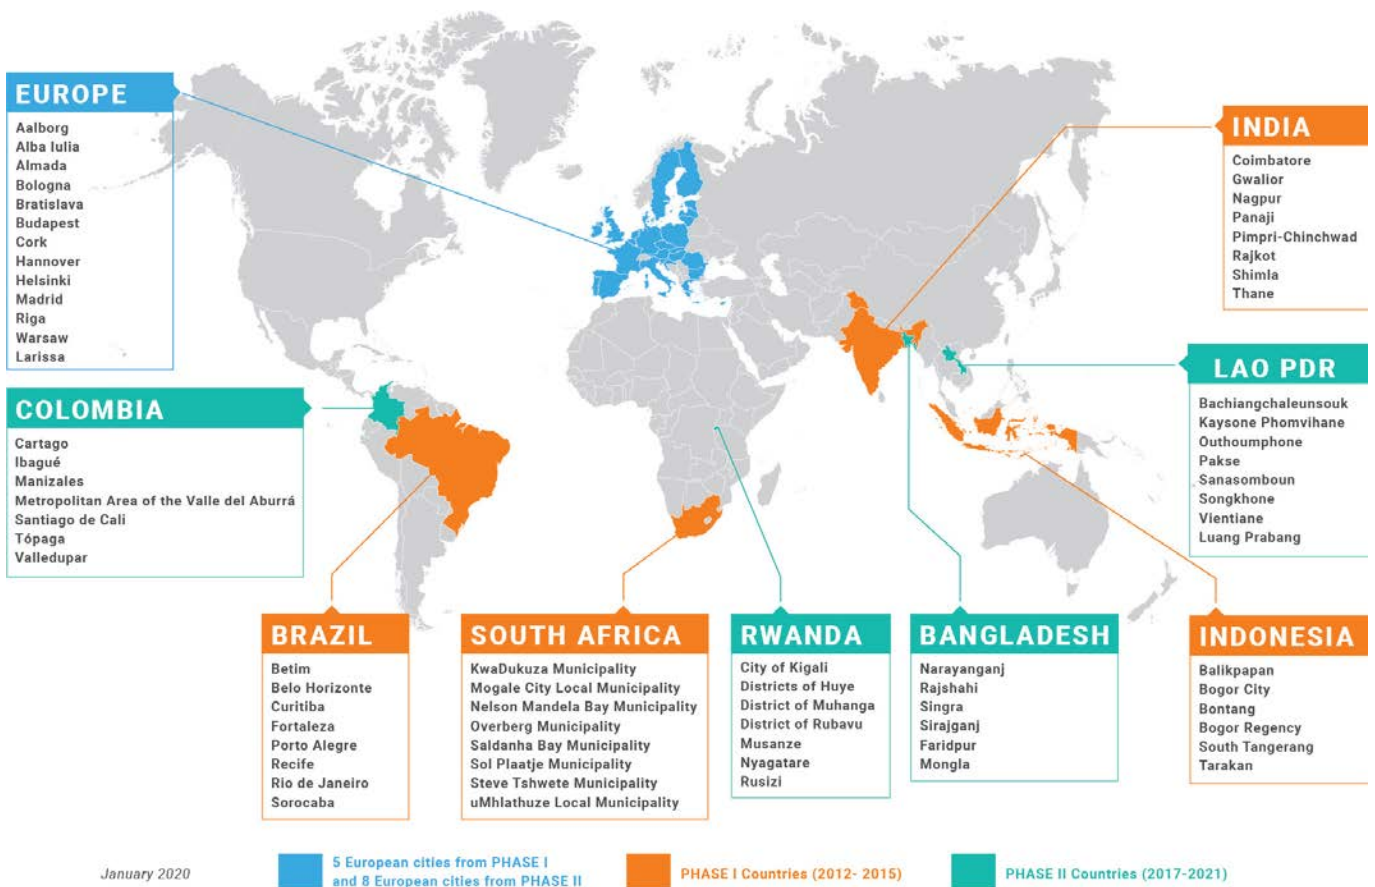 EUROPE
Aalborg
Alba Iulia
Almada
Bologna
Bratislava
Budapest
Cork
Hannover
Helsinki
Madrid
Riga
Warsaw
Larissa
COLOMBIA
Cartago
Ibagué
Manizales
Metropolitan Area of the Valle del Aburrá
Santiago de Cali
Tópaga
Valledupar
INDIA
Coimbatore
Gwalior
Nagpur
Panaji
Pimpri-Chinchwad
Rajkot
Shimla
Thane
LAO PDR
Bachiangchaleunsouk
Kaysone Phomvihane
Outhoumphone
Pakse
Sanasomboun
Songkhone
Vientiane
Luang Prabang
BRAZIL
Betim
Belo Horizonte
Curitiba
Fortaleza
Porto Alegre
Recife
Rio de Janeiro
Sorocaba
SOUTH AFRICA
KwaDukuza Municipality
Mogale City Local Municipality
Nelson Mandela Bay Municipality
Overberg Municipality
Saldanha Bay Municipality
Sol Plaatje Municipality
Steve Tshwete Municipality
uMhlathuze Local Municipality
RWANDA
City of Kigali
Districts of Huye
District of Muhanga
District of Rubavu
Musanze
Nyagatare
Rusizi
BANGLADESH
Narayanganj
Rajshahi
Singra
Sirajganj
Faridpur
Mongla
INDONESIA
Balikpapan
Bogor City
Bontang
Bogor Regency
South Tangerang
Tarakan
January 2020
5 European cities from PHASE I
and 8 European cities from PHASE II
PHASE I Countries (2012- 2015)
PHASE II Countries (2017-2021)